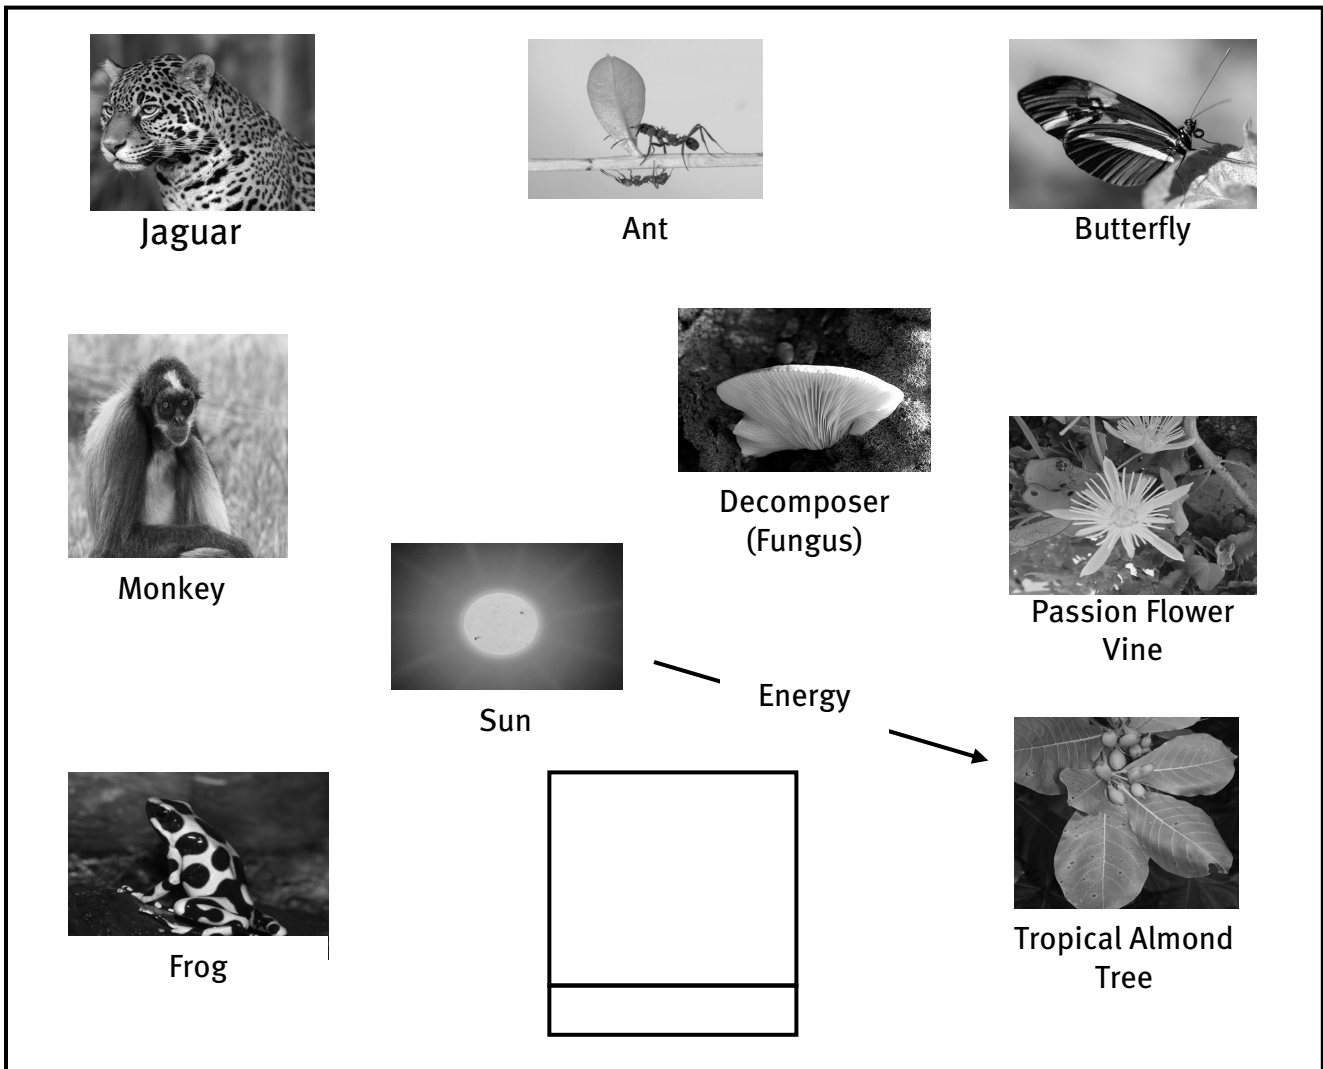 Jaguar
Ant
Butterfly
Monkey
Decomposer
(Fungus)
Passion Flower
Vine
Sun
Energy
Frog
Tropical Almond
Tree